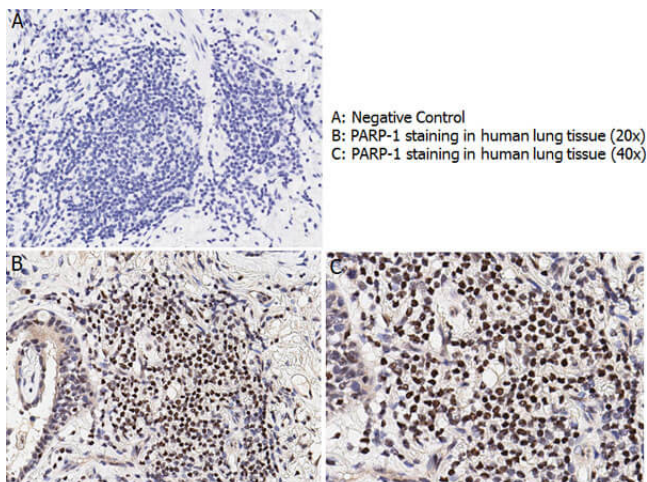 A
A: Negative Control
B: PARP-1 staining in human lung tissue (20x)
C: PARP-1 staining in human lung tissue (40x)
B
C